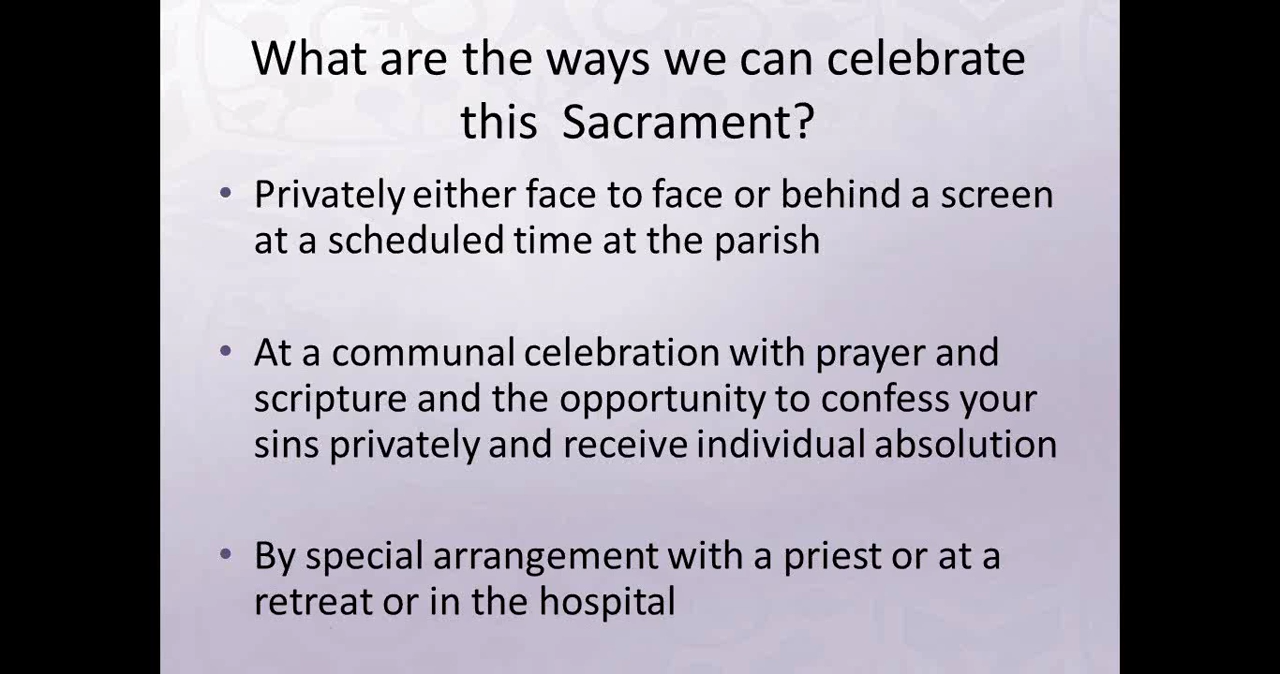 What are the ways we can celebrate
this  Sacrament?
• Privately either face to face or behind a screen
at a scheduled time at the parish
• At a communal celebration with prayer and
scripture and the opportunity to confess your
sins privately and receive individual absolution
• By special arrangement with a priest or at a
retreat or in the hospital